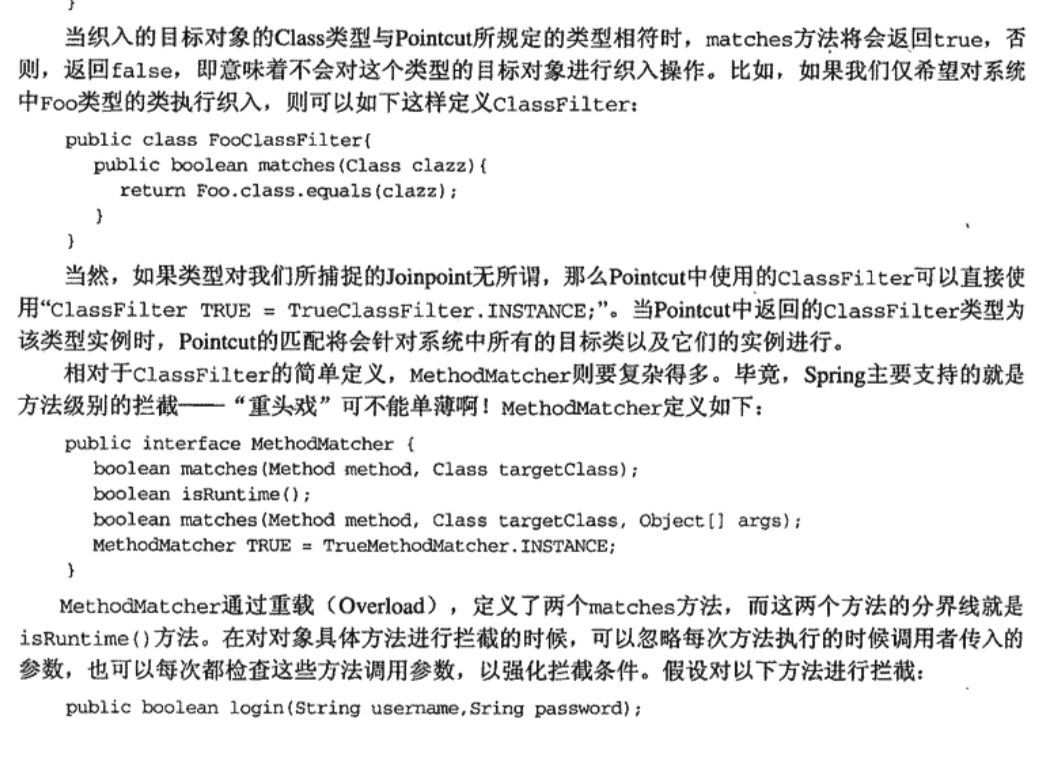 }
当织入的目标对象的Class类型与Pointcut所规定的类型相符时，matches方法将会返回true，否
则，返回false，即意味着不会对这个类型的目标对象进行织入操作。比如，如果我们仅希望对系统
中Foo类型的类执行织入，则可以如下这样定义ClassFilter：
public class FooClassFilter{
public boolean matches(Class clazz){
return Foo.class.equals(clazz);
}
}
当然，如果类型对我们所捕捉的Joinpoint无所谓，那么Pointcut中使用的ClassFilter可以直接使
用“ClassFilter TRUE = TrueClassFilter.INSTANCE;”。当Pointcut中返回的ClassFilter类型为
该类型实例时，Pointcut的匹配将会针对系统中所有的目标类以及它们的实例进行。
相对于ClassFilter的简单定义，MethodMatcher则要复杂得多。毕竟，Spring主要支持的就是
方法级别的拦截——“重头戏”可不能单薄啊！MethodMatcher定义如下：
public interface MethodMatcher {
boolean matches(Method method, Class targetClass);
boolean isRuntime();
boolean matches(Method method, Class targetClass, Object[] args);
MethodMatcher TRUE = TrueMethodMatcher.INSTANCE;
}
MethodMatcher通过重载（Overload），定义了两个matches方法，而这两个方法的分界线就是
isRuntime()方法。在对对象具体方法进行拦截的时候，可以忽略每次方法执行的时候调用者传入的
参数，也可以每次都检查这些方法调用参数，以强化拦截条件。假设对以下方法进行拦截：
public boolean login(String username,Sring password);